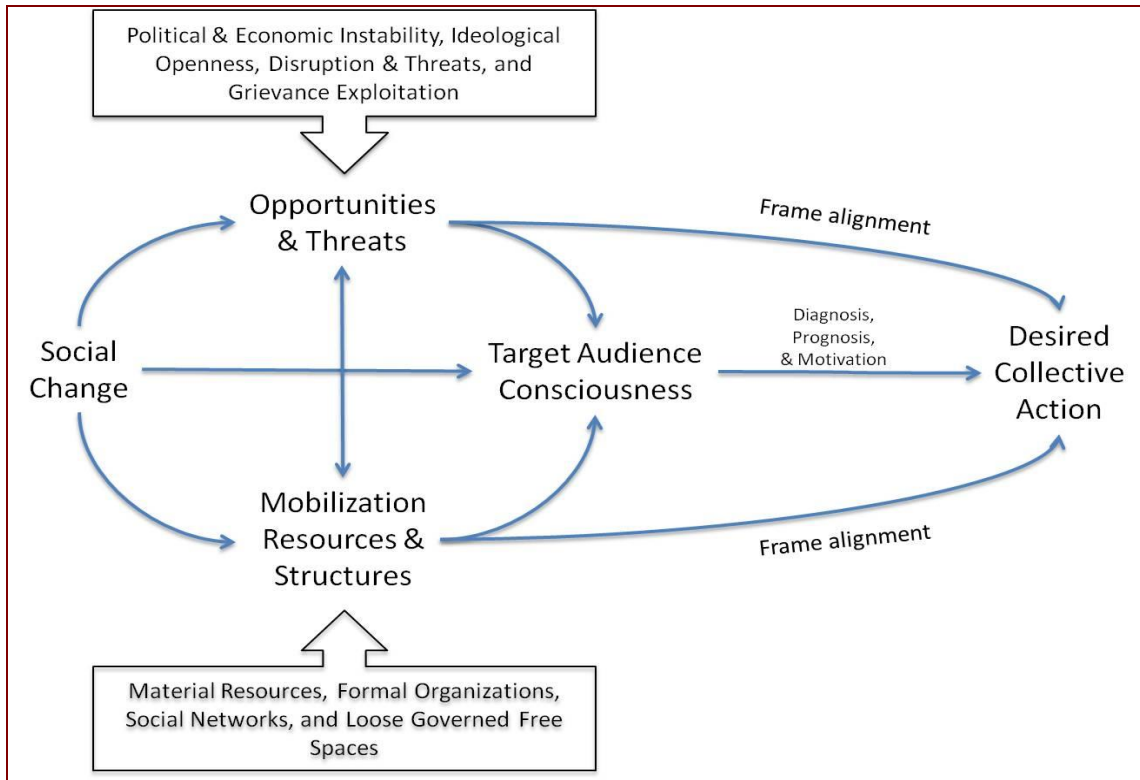 Political & Economic Instability, Ideological
Openness, Disruption & Threats, and
Grievance Exploitation
Opportunities
& Threats
Frame alignment
Social
Change
Target Audience
Consciousness
Diagnosis,
Prognosis,
& Motivation
Desired
Collective
Action
Mobilization
Resources &
Structures
Frame alignment
Material Resources, Formal Organizations,
Social Networks, and Loose Governed Free
Spaces